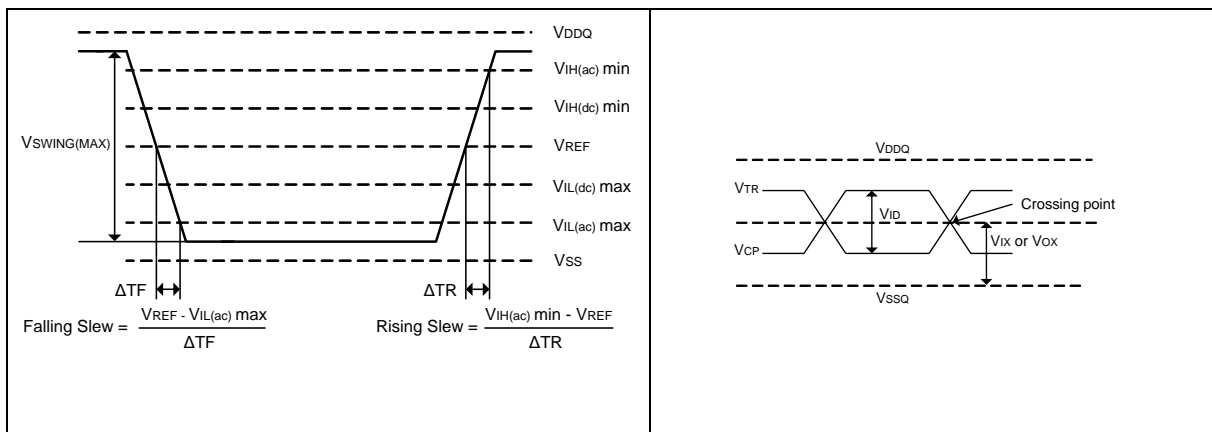 VDDQ
VIH(ac) min
VIH(dc) min
VSWING(MAX)
VREF
VIL(dc) max
VIL(ac) max
VSS
ΔTF
ΔTR
Falling Slew = VREF - VIL(ac) max
ΔTF
Rising Slew = VIH(ac) min - VREF
ΔTR
VDDQ
VTR
VID
Crossing point
VCP
VIX or VOX
VSSQ